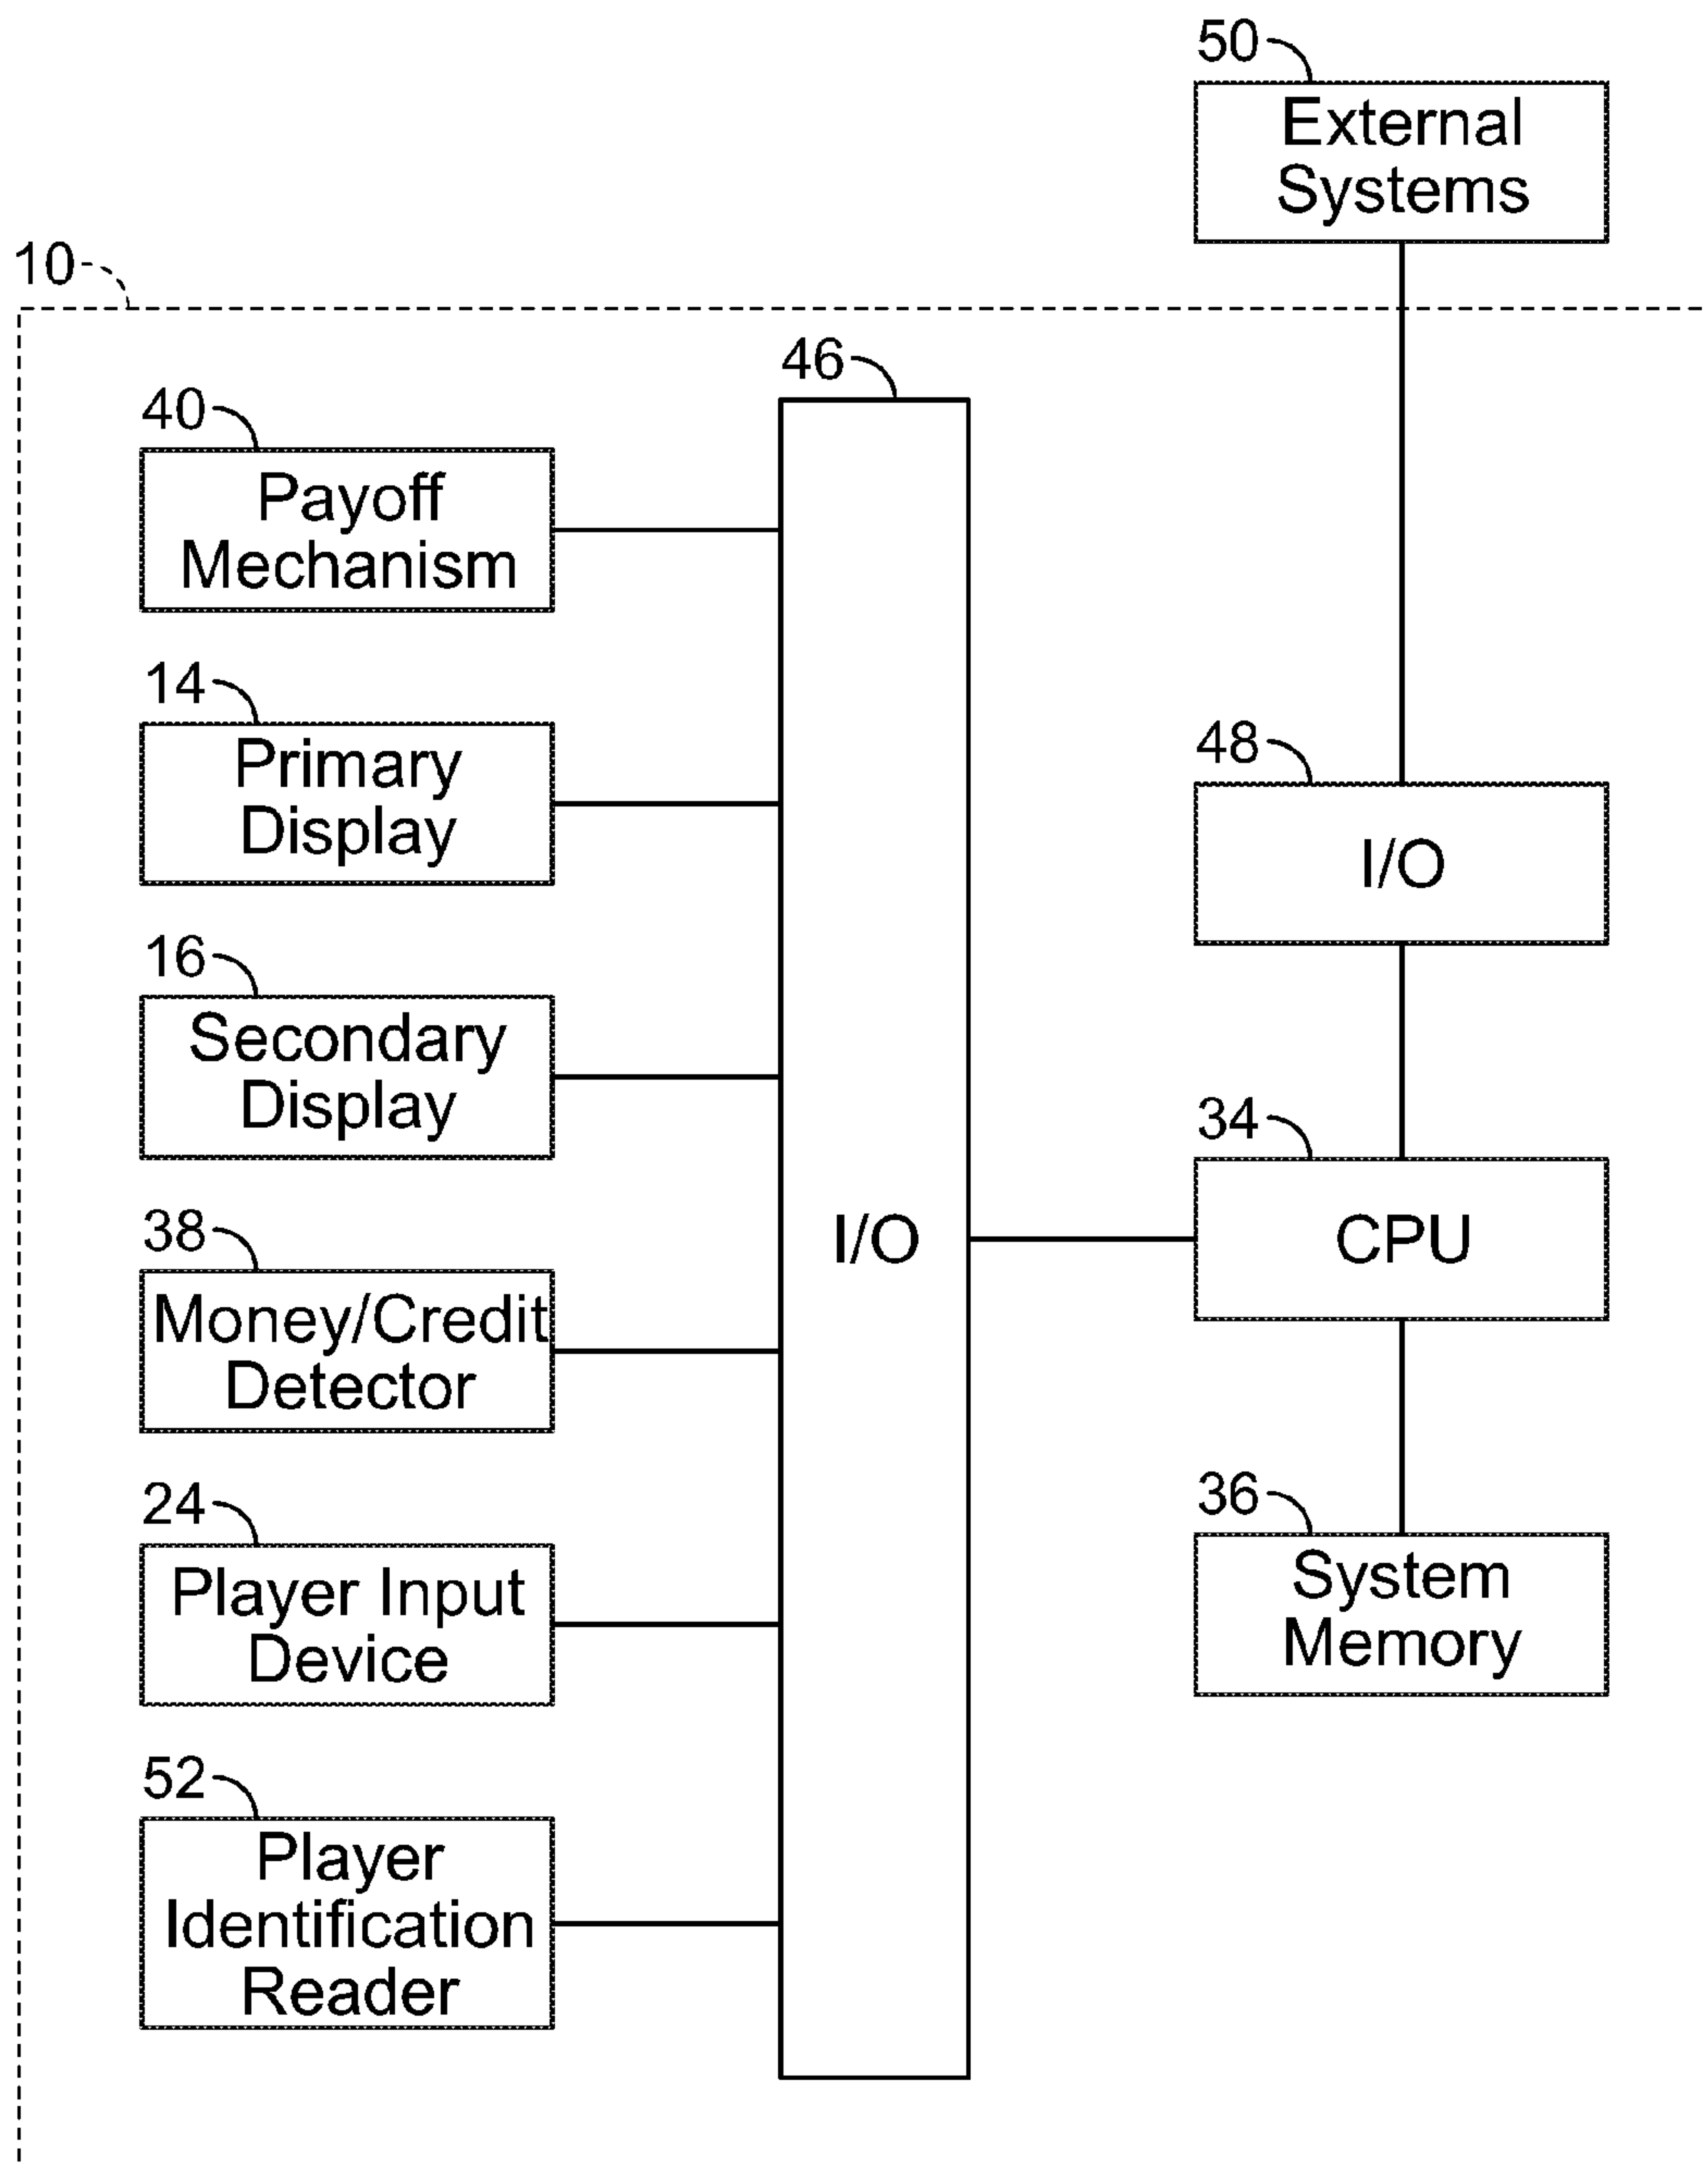 50
External
Systems
10
46
40
Payoff
Mechanism
14
Primary
Display
48
I/O
16
Secondary
Display
34
CPU
I/O
38
Money/Credit
Detector
36
System
Memory
24
Player Input
Device
52
Player
Identification
Reader